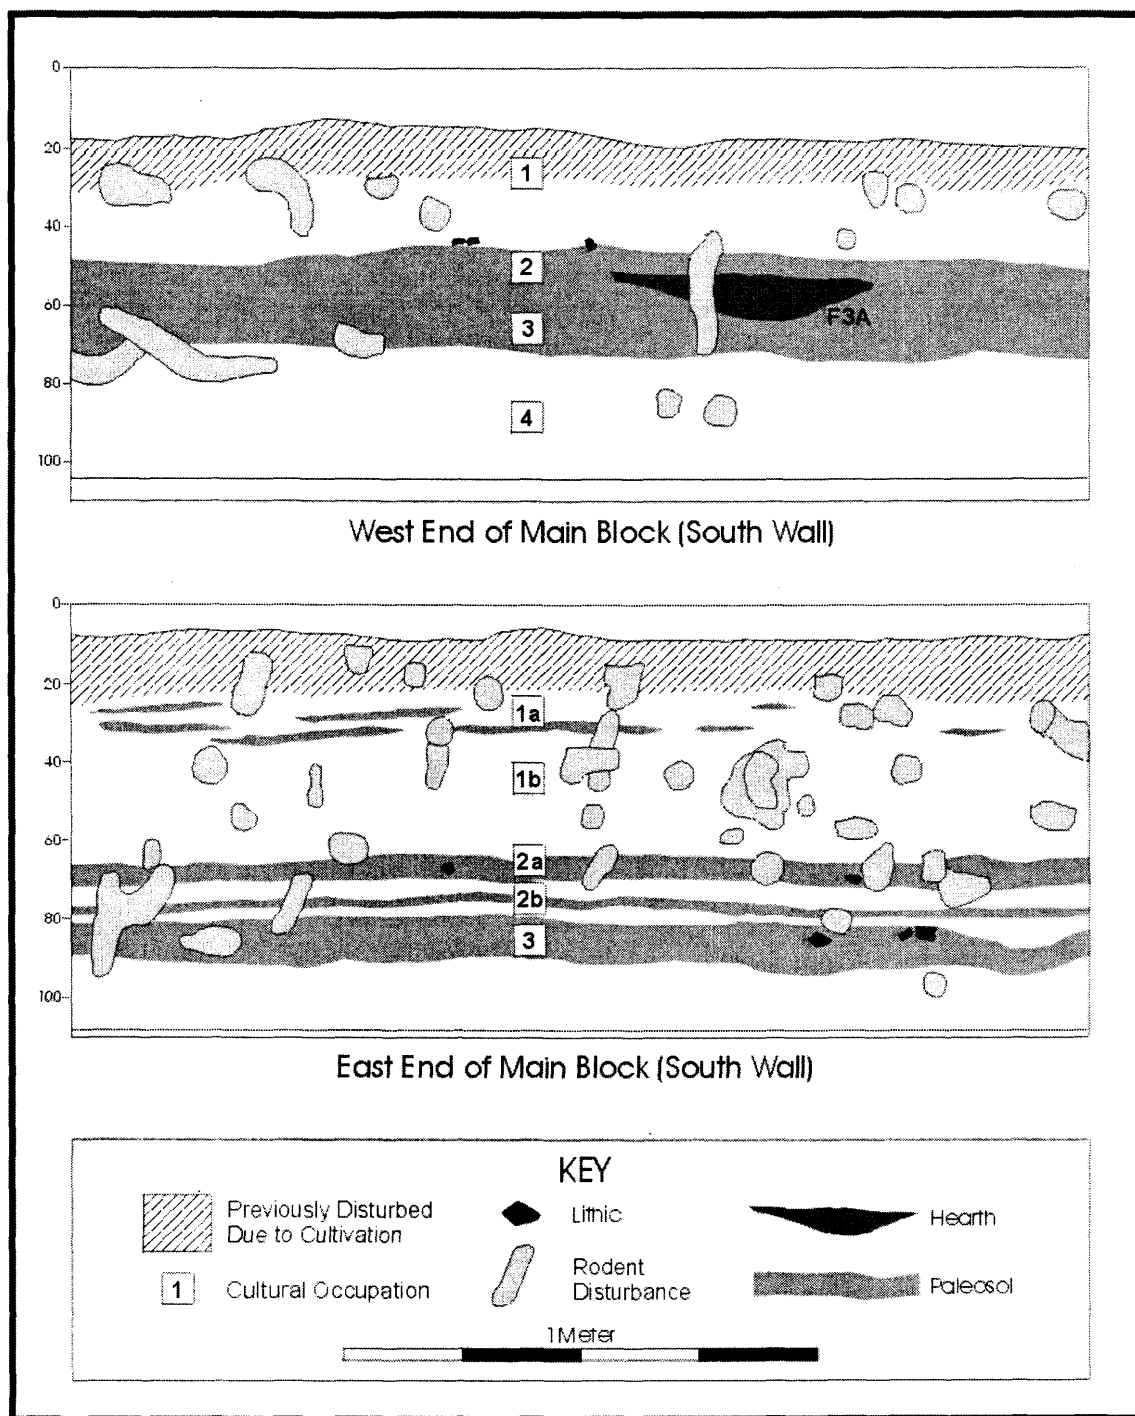 0
20
40
60
80
100
1
2
3
F3A
4
West End of Main Block (South Wall)
0
20
40
60
80
100
1a
1b
2a
2b
3
East End of Main Block (South Wall)
KEY
Previously Disturbed
Due to Cultivation
Lithic
Hearth
1
Cultural Occupation
Rodent
Disturbance
Paleosol
1 Meter